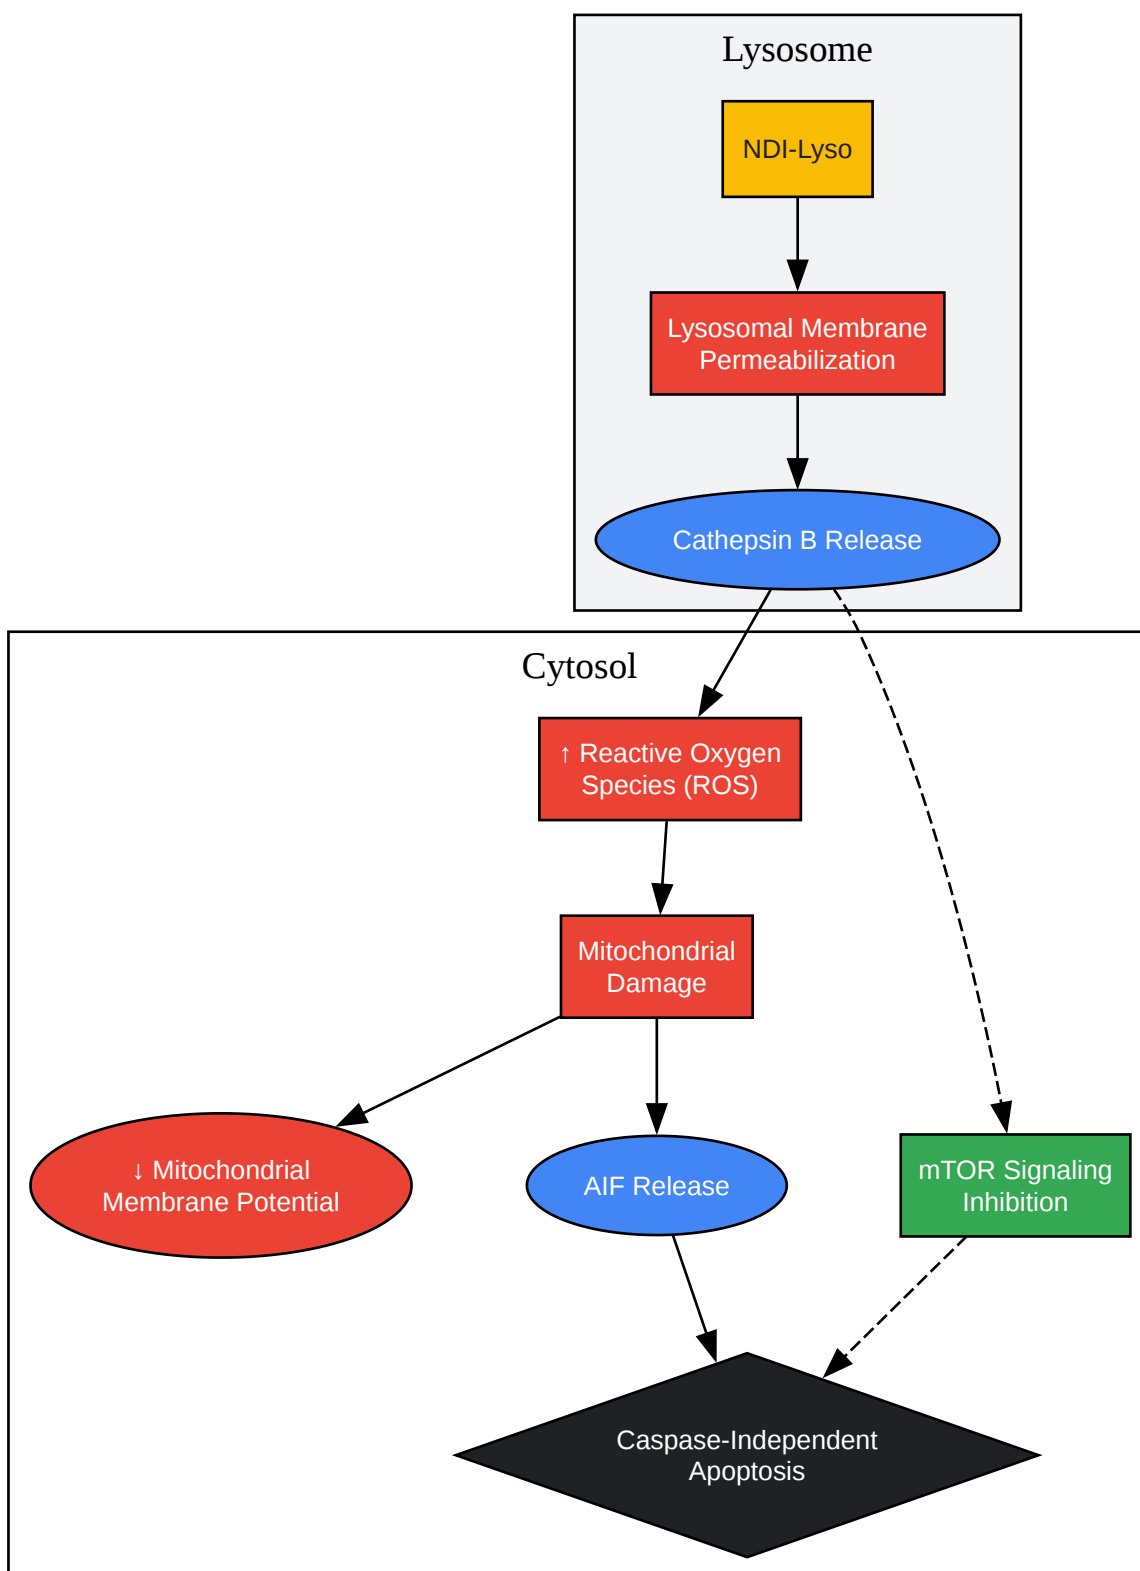 Lysosome
NDI-Lyso
Lysosomal Membrane
Permeabilization
Cathepsin B Release
Cytosol
↑ Reactive Oxygen
Species (ROS)
Mitochondrial
Damage
↓ Mitochondrial
Membrane Potential
AIF Release
mTOR Signaling
Inhibition
Caspase-Independent
Apoptosis